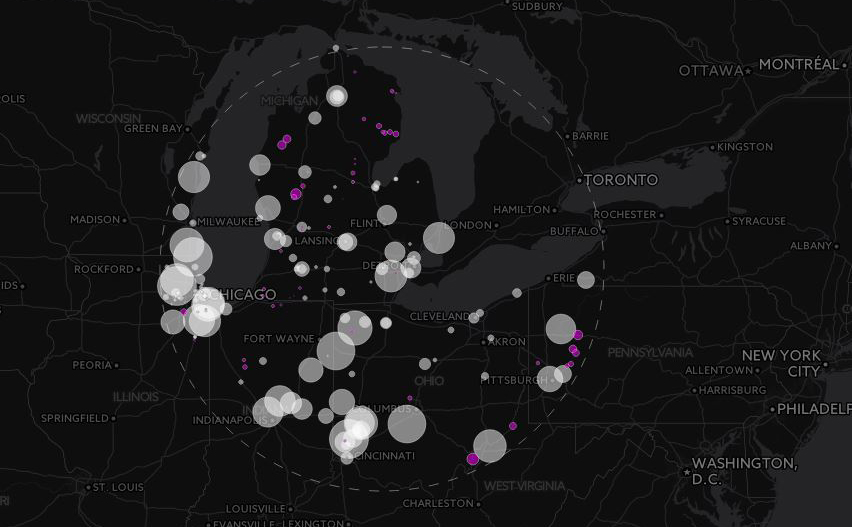 SUDBURY
MONTRÉAL
OTTAWA
OLIS
MICHIGAN
WISCONSIN
GREEN BAY
BARRIE
KINGSTON
TORONTO
HAMILTON
ROCHESTER
MADISON
MILWAUKEE
FLINT
LONDON
SYRACUSE
BUFFALO
LANSING
ALBANY
ROCKFORD
ERIE
IDS
CHICAGO
CLEVELAND
FORT WAYNE
AKRON
PENNSYLVANIA
NEW YORK
CITY
PEORIA
ALLENTOWN
OHIO
PITTSBURGH
HARRISBURG
ILLINOIS
COLUMBUS
PHILADELP
SPRINGFIELD
INDIANAPOLIS
CINCINNATI
WASHINGTON,
D.C.
ST. LOUIS
WEST VIRGINIA
CHARLESTON
LOUISVILLE
EVANSVILLE
LEXINGTON